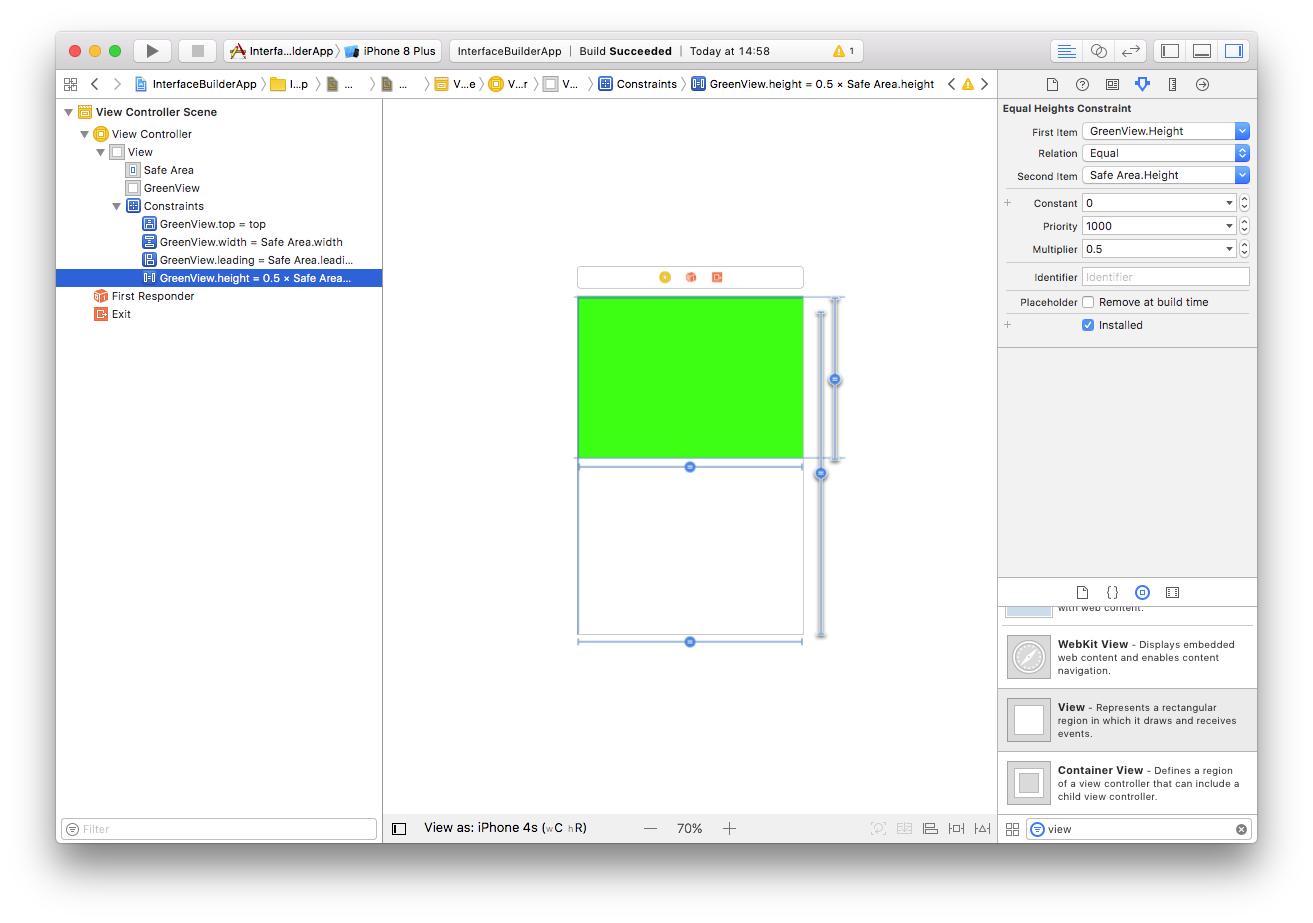 Interfa...lderApp
iPhone 8 Plus
InterfaceBuilderApp | Build Succeeded | Today at 14:58
1
InterfaceBuilderApp
I...p
...
...
V...e
V...r
V...
Constraints
GreenView.height = 0.5 × Safe Area.height
View Controller Scene
View Controller
View
Safe Area
GreenView
Constraints
GreenView.top = top
GreenView.width = Safe Area.width
GreenView.leading = Safe Area.leadi...
GreenView.height = 0.5 × Safe Area...
First Responder
Exit
Filter
View as: iPhone 4s (wC hR)
— 70% +
Equal Heights Constraint
First Item GreenView.Height
Relation Equal
Second Item Safe Area.Height
+ Constant 0
Priority 1000
Multiplier 0.5
Identifier Identifier
Placeholder Remove at build time
+ Installed
{ }
with web content.
WebKit View - Displays embedded
web content and enables content
navigation.
View - Represents a rectangular
region in which it draws and receives
events.
Container View - Defines a region
of a view controller that can include a
child view controller.
view